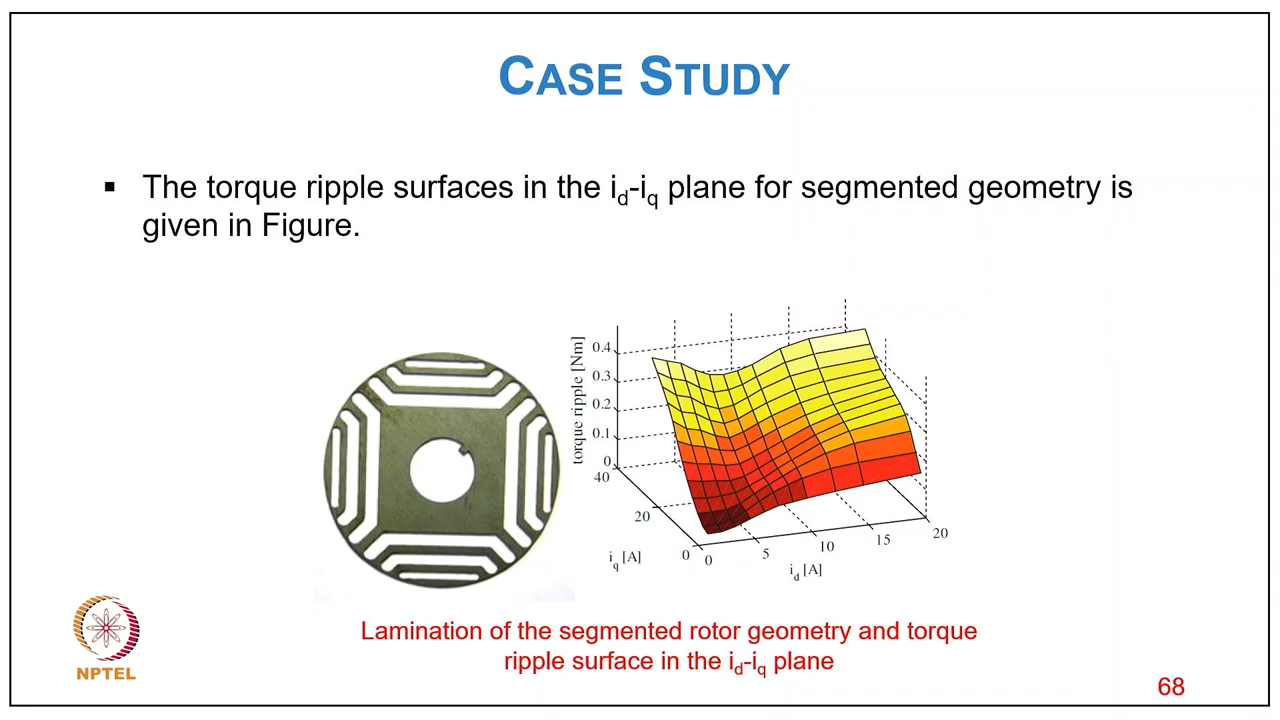 CASE STUDY
▪ The torque ripple surfaces in the id-iq plane for segmented geometry is
given in Figure.
torque ripple [Nm]
0.4
0.3
0.2
0.1
0
40
20
0
iq [A]
0
5
10
15
20
id [A]
Lamination of the segmented rotor geometry and torque
ripple surface in the id-iq plane
NPTEL
68